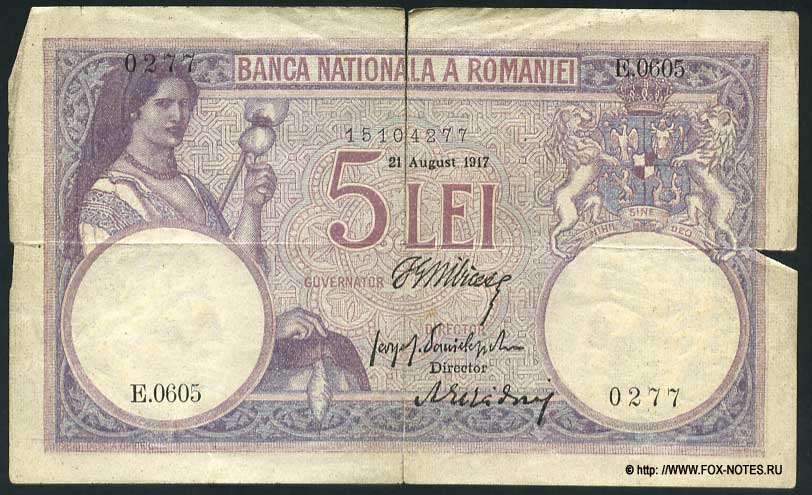 0277
BANCA NATIONALA A ROMANIEI
E.0605
15104277
21 August 1917
5 LEI
NIHIL SINE DEO
GUVERNATOR
DIRECTOR
Director
E.0605
0277
© http: //WWW.FOX-NOTES.РУ